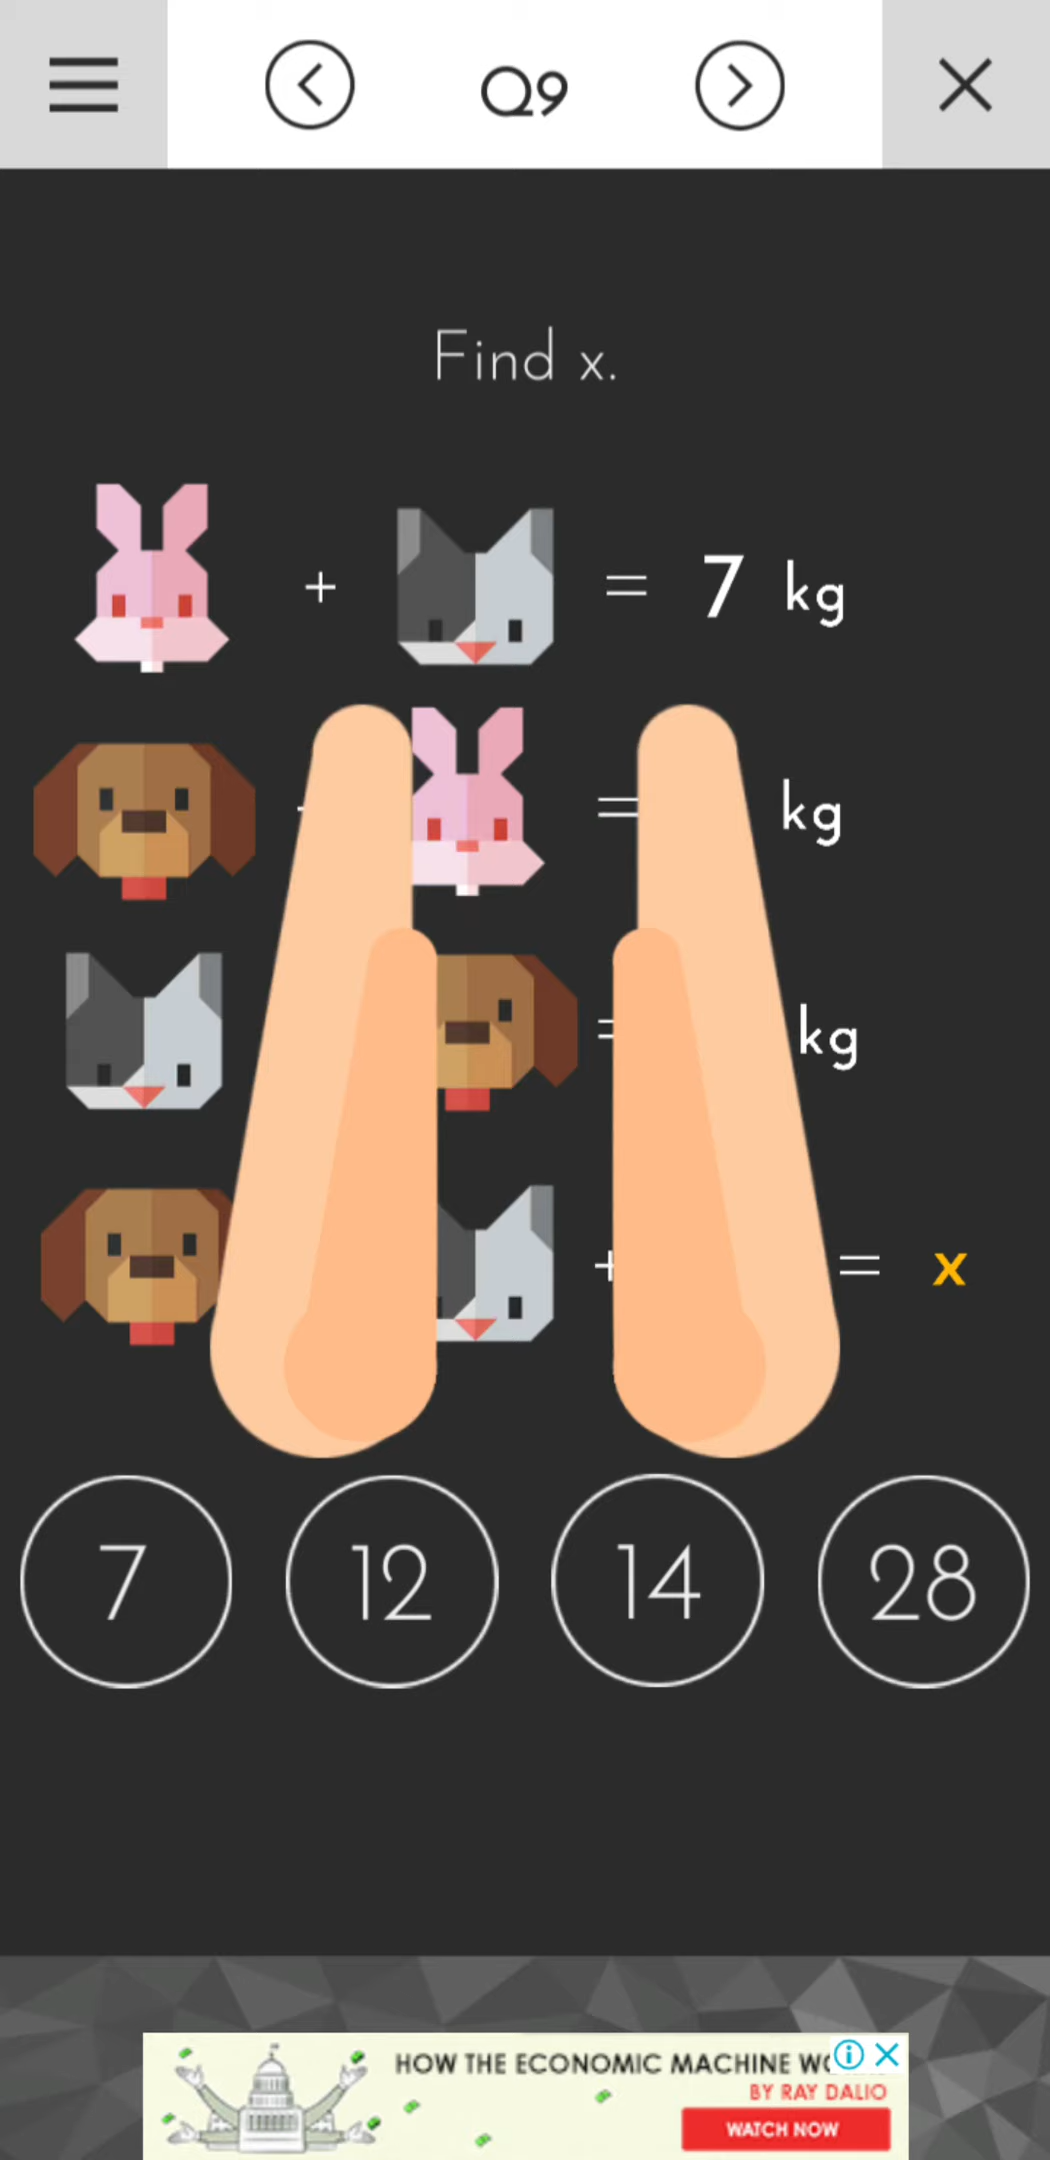 Q9
Find x.
+ = 7 kg
= kg
= kg
+ = x
7 12 14 28
HOW THE ECONOMIC MACHINE
BY RAY DALIO
WATCH NOW